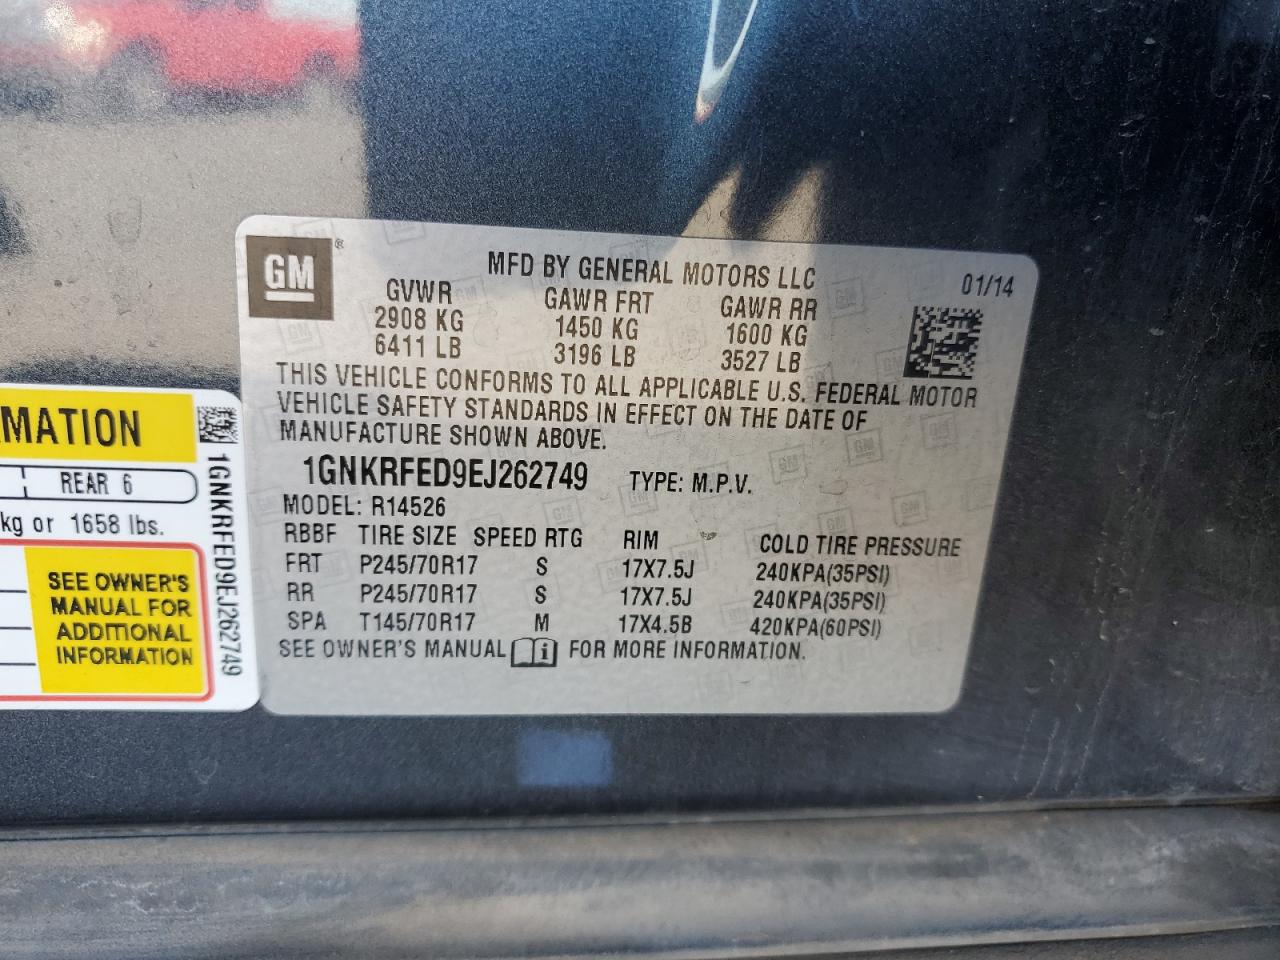 GM®
MFD BY GENERAL MOTORS LLC
01/14
GVWR GAWR FRT GAWR RR
2908 KG 1450 KG 1600 KG
6411 LB 3196 LB 3527 LB
THIS VEHICLE CONFORMS TO ALL APPLICABLE U.S. FEDERAL MOTOR
VEHICLE SAFETY STANDARDS IN EFFECT ON THE DATE OF
MANUFACTURE SHOWN ABOVE.
1GNKRFED9EJ262749 TYPE: M.P.V.
MODEL: R14526
RBBF TIRE SIZE SPEED RTG RIM COLD TIRE PRESSURE
FRT P245/70R17 S 17X7.5J 240KPA(35PSI)
RR P245/70R17 S 17X7.5J 240KPA(35PSI)
SPA T145/70R17 M 17X4.5B 420KPA(60PSI)
SEE OWNER'S MANUAL FOR MORE INFORMATION.
RMATION
REAR 6
kg or 1658 lbs.
SEE OWNER'S
MANUAL FOR
ADDITIONAL
INFORMATION
1GNKRFED9EJ262749